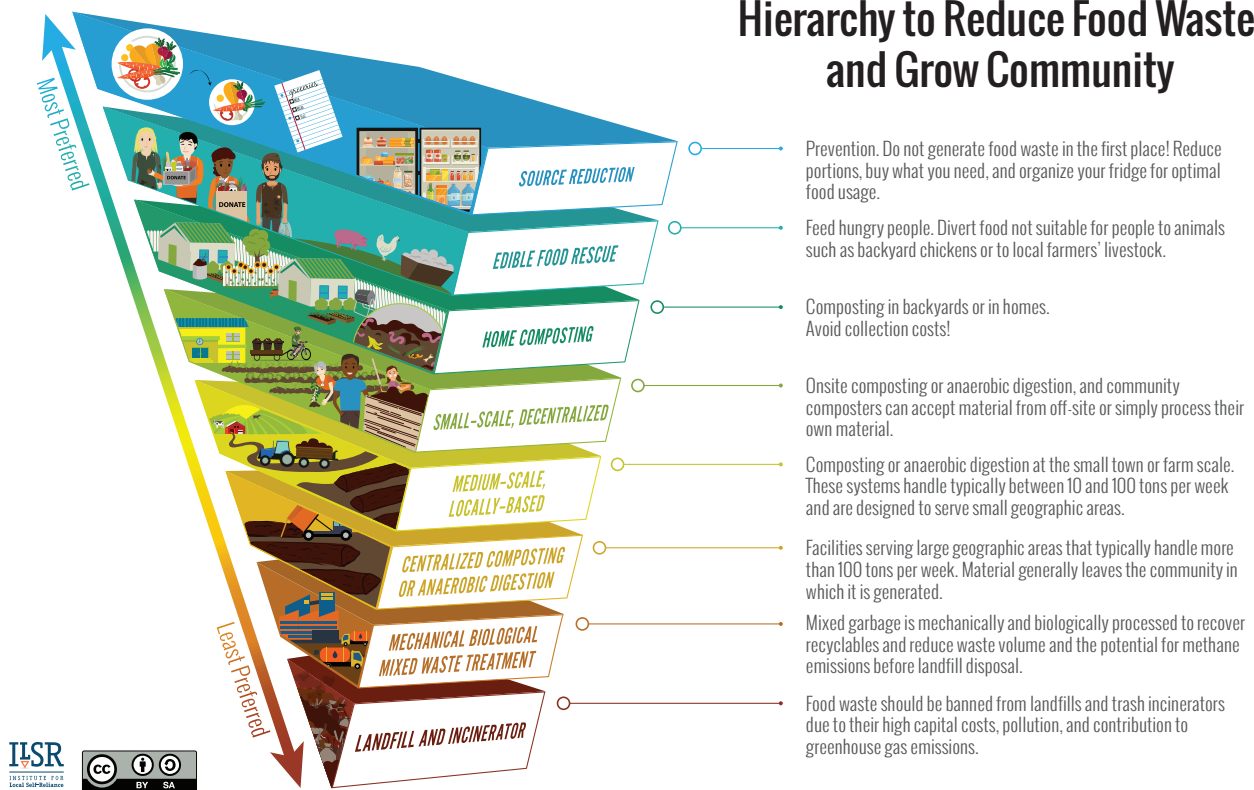 Hierarchy to Reduce Food Waste
and Grow Community
Most Preferred
Least Preferred
groceries
DONATE
DONATE
SOURCE REDUCTION
Prevention. Do not generate food waste in the first place! Reduce
portions, buy what you need, and organize your fridge for optimal
food usage.
EDIBLE FOOD RESCUE
Feed hungry people. Divert food not suitable for people to animals
such as backyard chickens or to local farmers' livestock.
HOME COMPOSTING
Composting in backyards or in homes.
Avoid collection costs!
SMALL-SCALE, DECENTRALIZED
Onsite composting or anaerobic digestion, and community
composters can accept material from off-site or simply process their
own material.
MEDIUM-SCALE,
LOCALLY-BASED
Composting or anaerobic digestion at the small town or farm scale.
These systems handle typically between 10 and 100 tons per week
and are designed to serve small geographic areas.
CENTRALIZED COMPOSTING
OR ANAEROBIC DIGESTION
Facilities serving large geographic areas that typically handle more
than 100 tons per week. Material generally leaves the community in
which it is generated.
MECHANICAL BIOLOGICAL
MIXED WASTE TREATMENT
Mixed garbage is mechanically and biologically processed to recover
recyclables and reduce waste volume and the potential for methane
emissions before landfill disposal.
LANDFILL AND INCINERATOR
Food waste should be banned from landfills and trash incinerators
due to their high capital costs, pollution, and contribution to
greenhouse gas emissions.
ILSR
INSTITUTE FOR
Local Self-Reliance
cc
BY SA